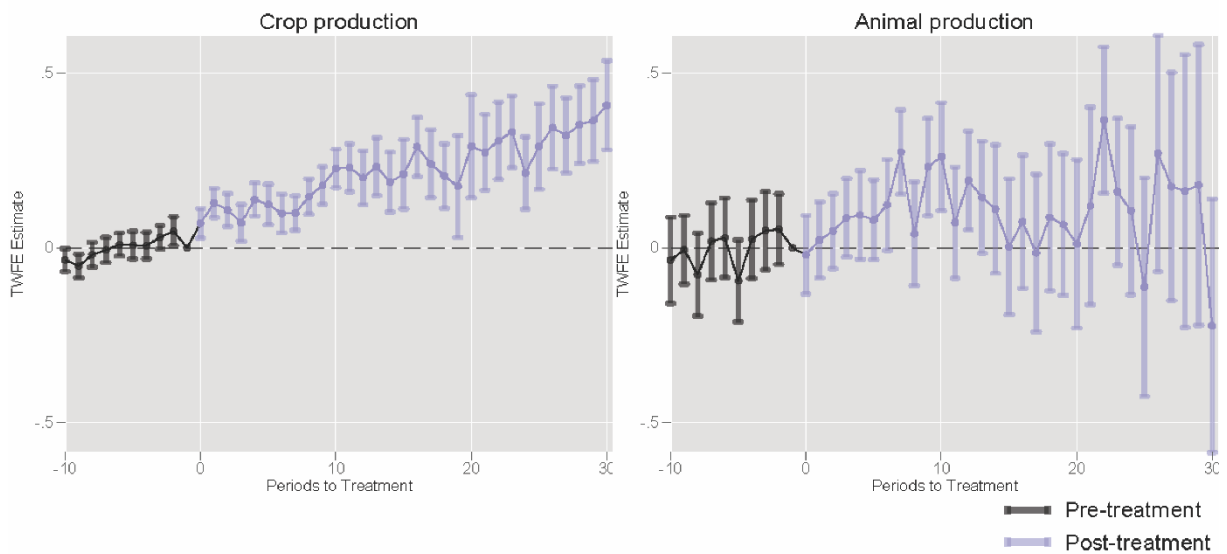 Crop production
Animal production
.5
0
-.5
TWFE Estimate
-10
0
10
20
30
Periods to Treatment
.5
0
-.5
TWFE Estimate
-10
0
10
20
30
Periods to Treatment
Pre-treatment
Post-treatment